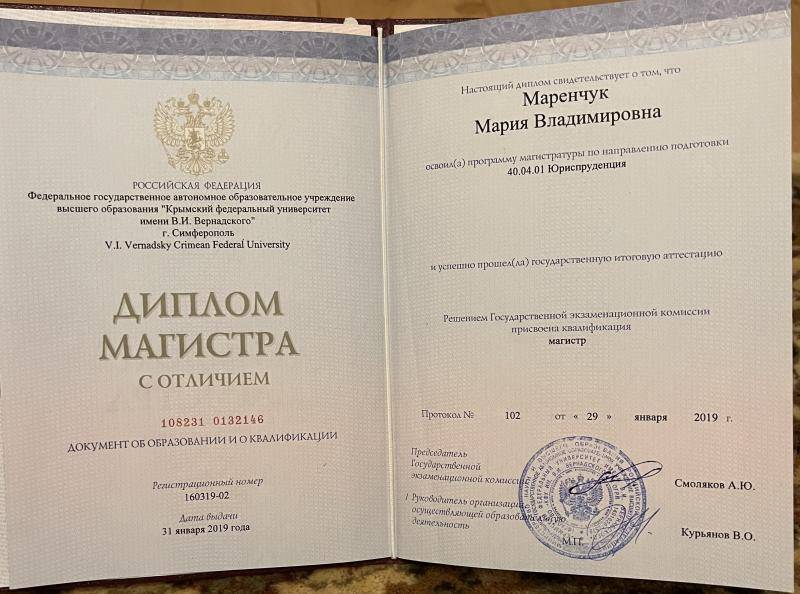 РОССИЙСКАЯ ФЕДЕРАЦИЯ
Федеральное государственное автономное образовательное учреждение
высшего образования "Крымский федеральный университет
имени В.И. Вернадского"
г. Симферополь
V.I. Vernadsky Crimean Federal University
ДИПЛОМ
МАГИСТРА
С ОТЛИЧИЕМ
108231 0132146
ДОКУМЕНТ ОБ ОБРАЗОВАНИИ И О КВАЛИФИКАЦИИ
Регистрационный номер
160319-02
Дата выдачи
31 января 2019 года
Настоящий диплом свидетельствует о том, что
Маренчук
Мария Владимировна
освоил(а) программу магистратуры по направлению подготовки
40.04.01 Юриспруденция
и успешно прошел(ла) государственную итоговую аттестацию
Решением Государственной экзаменационной комиссии
присвоена квалификация
магистр
Протокол № 102 от « 29 » января 2019 г.
Председатель
Государственной
экзаменационной комиссии
Смоляков А.Ю.
Руководитель организации,
осуществляющей образовательную
деятельность
М.П.
Курьянов В.О.